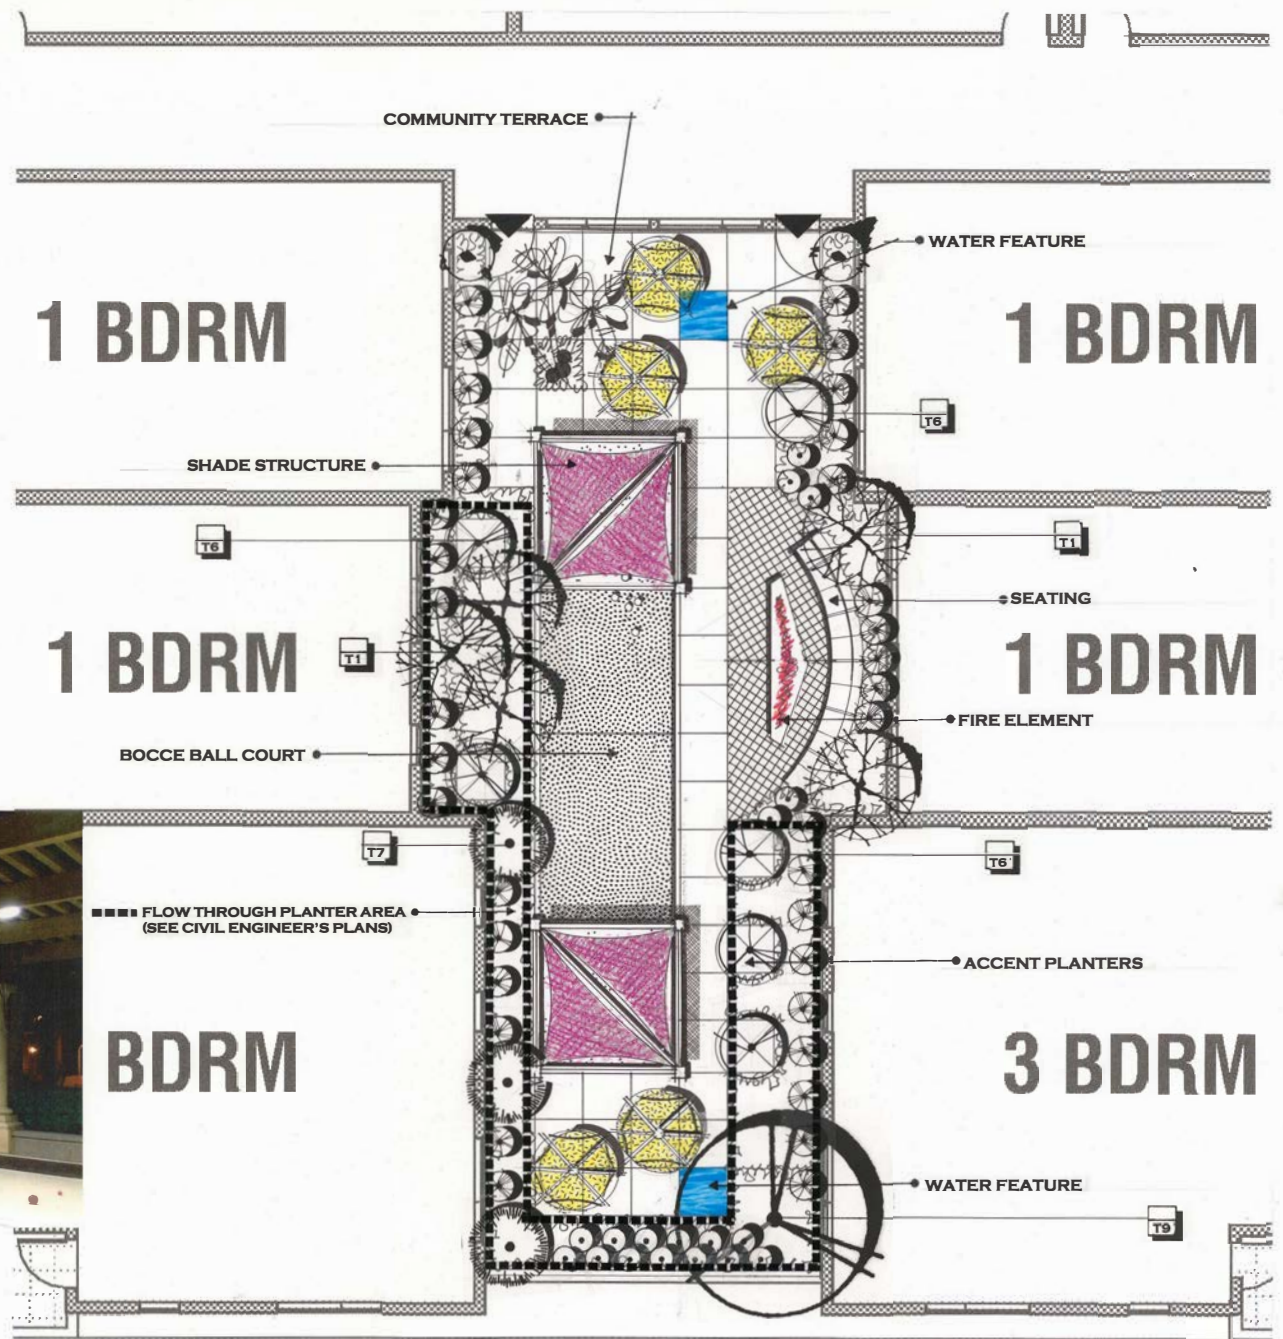 COMMUNITY TERRACE
WATER FEATURE
1 BDRM
1 BDRM
T6
SHADE STRUCTURE
T6
T1
SEATING
1 BDRM
T1
1 BDRM
FIRE ELEMENT
BOCCE BALL COURT
T7
T6
FLOW THROUGH PLANTER AREA
(SEE CIVIL ENGINEER'S PLANS)
ACCENT PLANTERS
BDRM
3 BDRM
WATER FEATURE
T9